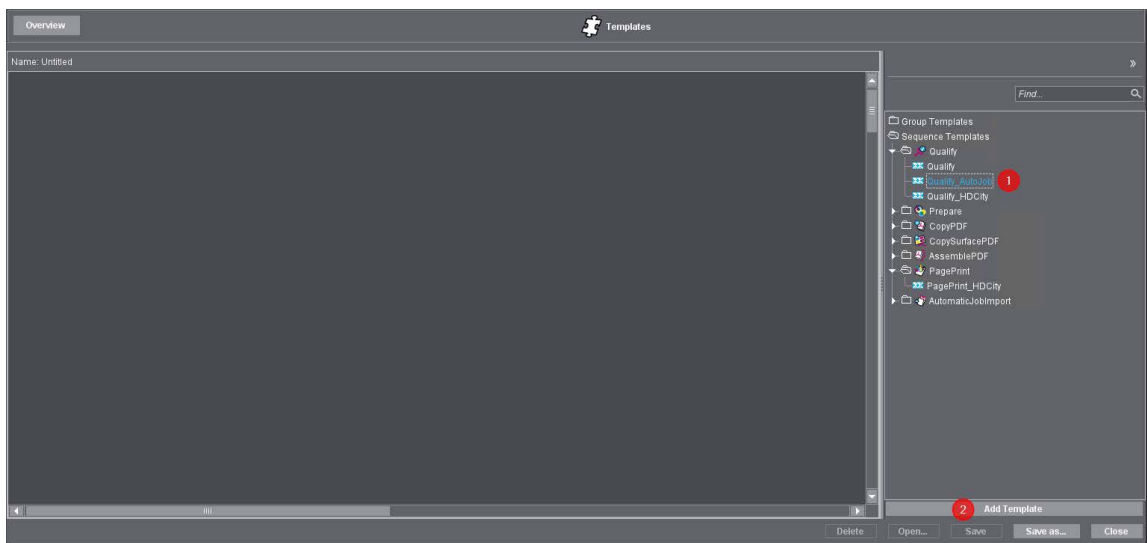 Overview
Templates
Name: Untitled
»
Find...
Group Templates
Sequence Templates
Qualify
Qualify
Qualify_AutoJob
1
Qualify_HDCity
Prepare
CopyPDF
CopySurfacePDF
AssemblePDF
PagePrint
PagePrint_HDCity
AutomaticJobImport
2 Add Template
Delete Open... Save Save as... Close